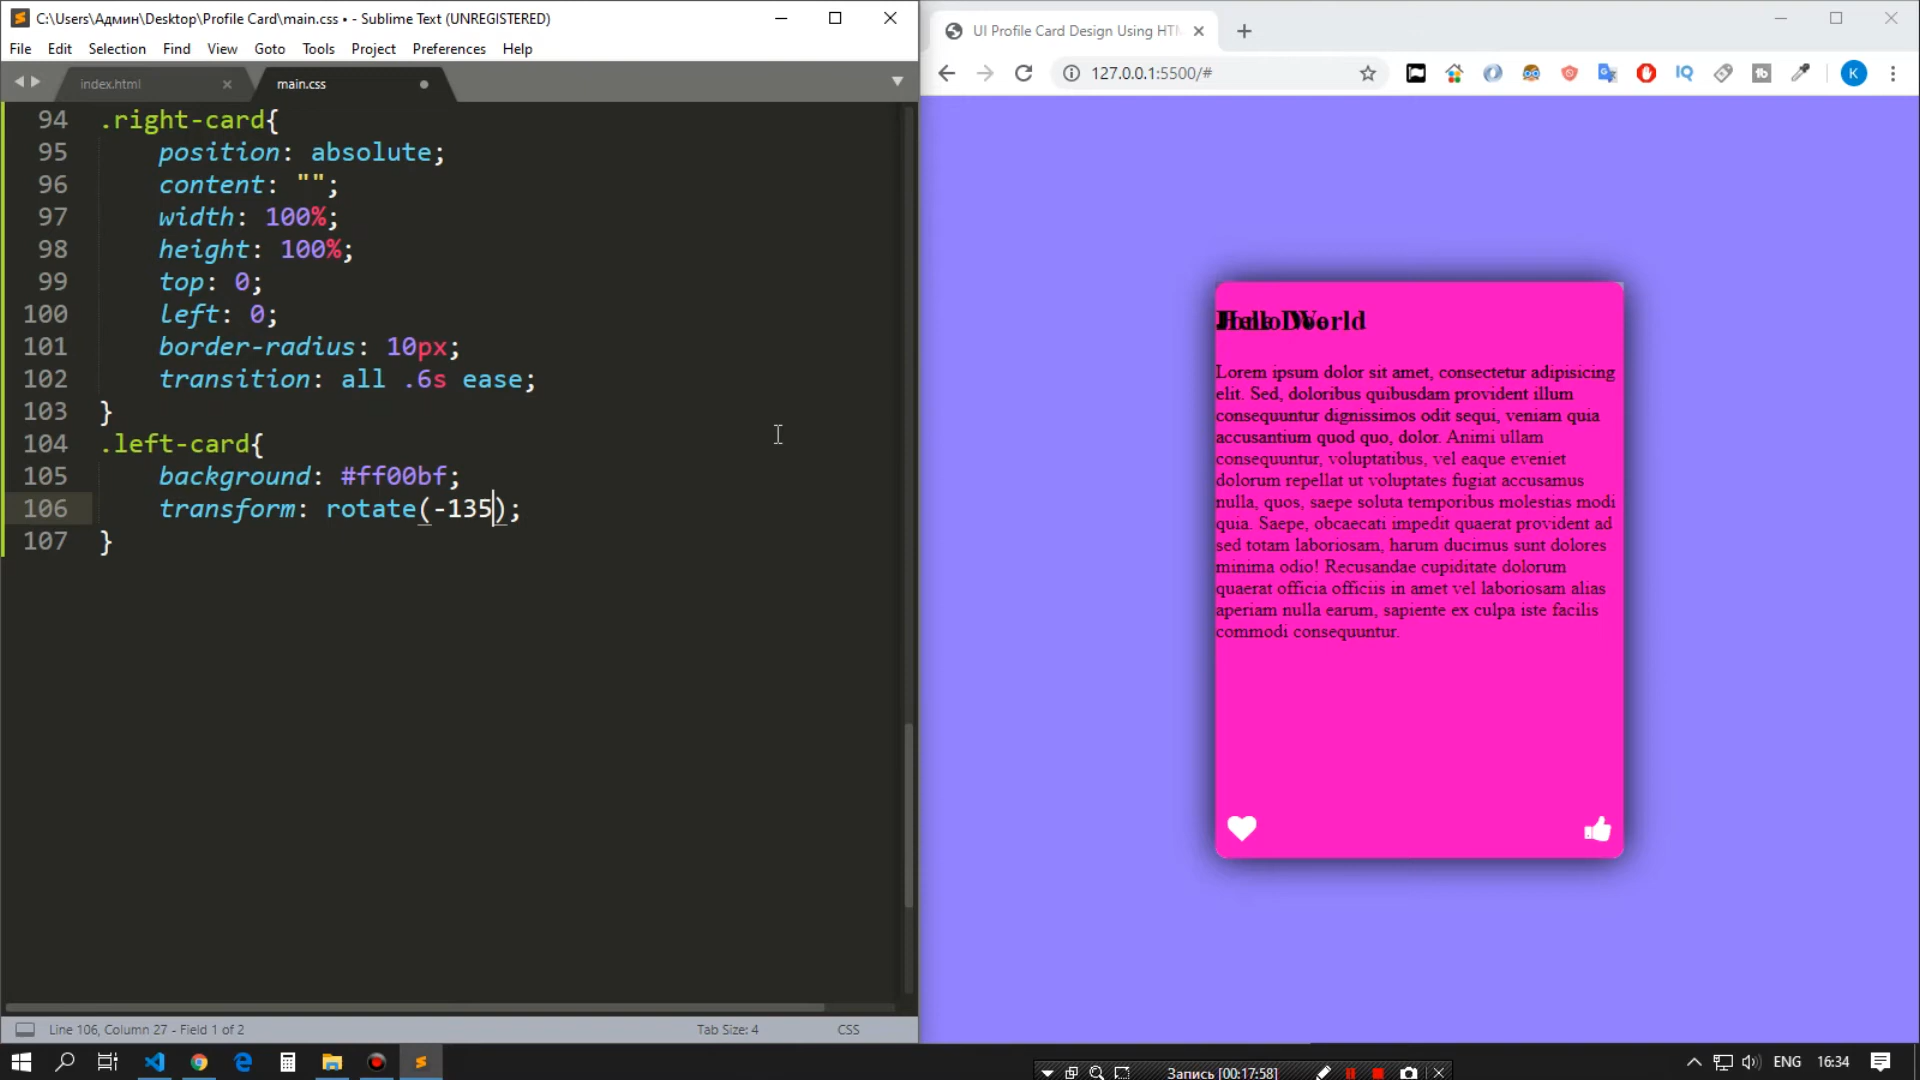 C:\Users\Админ\Desktop\Profile Card\main.css • - Sublime Text (UNREGISTERED)
File Edit Selection Find View Goto Tools Project Preferences Help
index.html
main.css
94 .right-card{
95 position: absolute;
96 content: "";
97 width: 100%;
98 height: 100%;
99 top: 0;
100 left: 0;
101 border-radius: 10px;
102 transition: all .6s ease;
103 }
104 .left-card{
105 background: #ff00bf;
106 transform: rotate(-135);
107 }
Line 106, Column 27 - Field 1 of 2
Tab Size: 4
CSS
UI Profile Card Design Using HTM
127.0.0.1:5500/#
IQ
K
Lorem ipsum dolor sit amet, consectetur adipisicing
elit. Sed, doloribus quibusdam provident illum
consequuntur dignissimos odit sequi, veniam quia
accusantium quod quo, dolor. Animi ullam
consequuntur, voluptatibus, vel eaque eveniet
dolorum repellat ut voluptates fugiat accusamus
nulla, quos, saepe soluta temporibus molestias modi
quia. Saepe, obcaecati impedit quaerat provident ad
sed totam laboriosam, harum ducimus sunt dolores
minima odio! Recusandae cupiditate dolorum
quaerat officia officiis in amet vel laboriosam alias
aperiam nulla earum, sapiente ex culpa iste facilis
commodi consequuntur.
Запись [00:17:58]
ENG
16:34